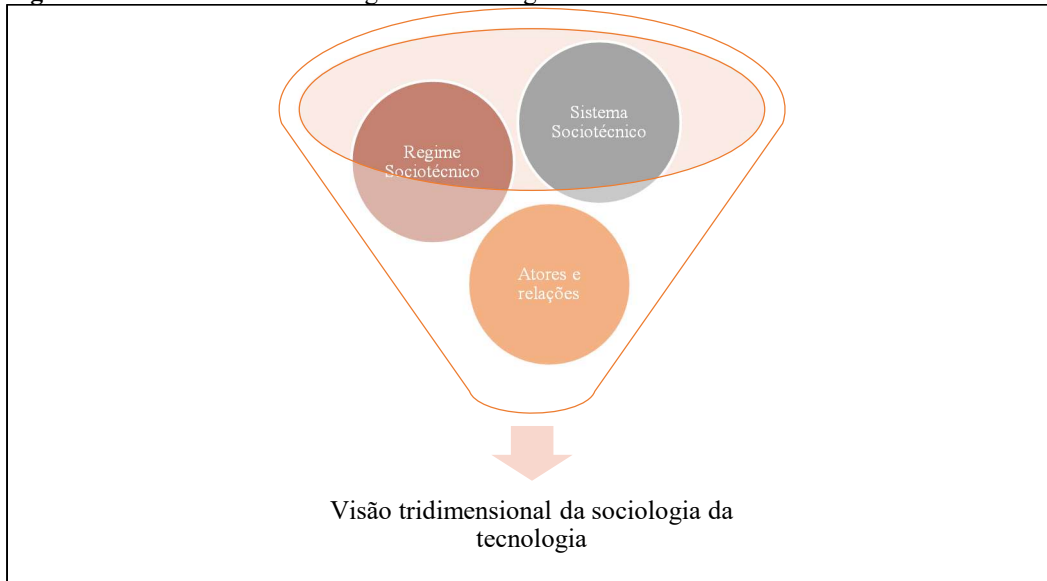 Sistema
Sociotécnico
Regime
Sociotécnico
Atores e
relações
Visão tridimensional da sociologia da
tecnologia